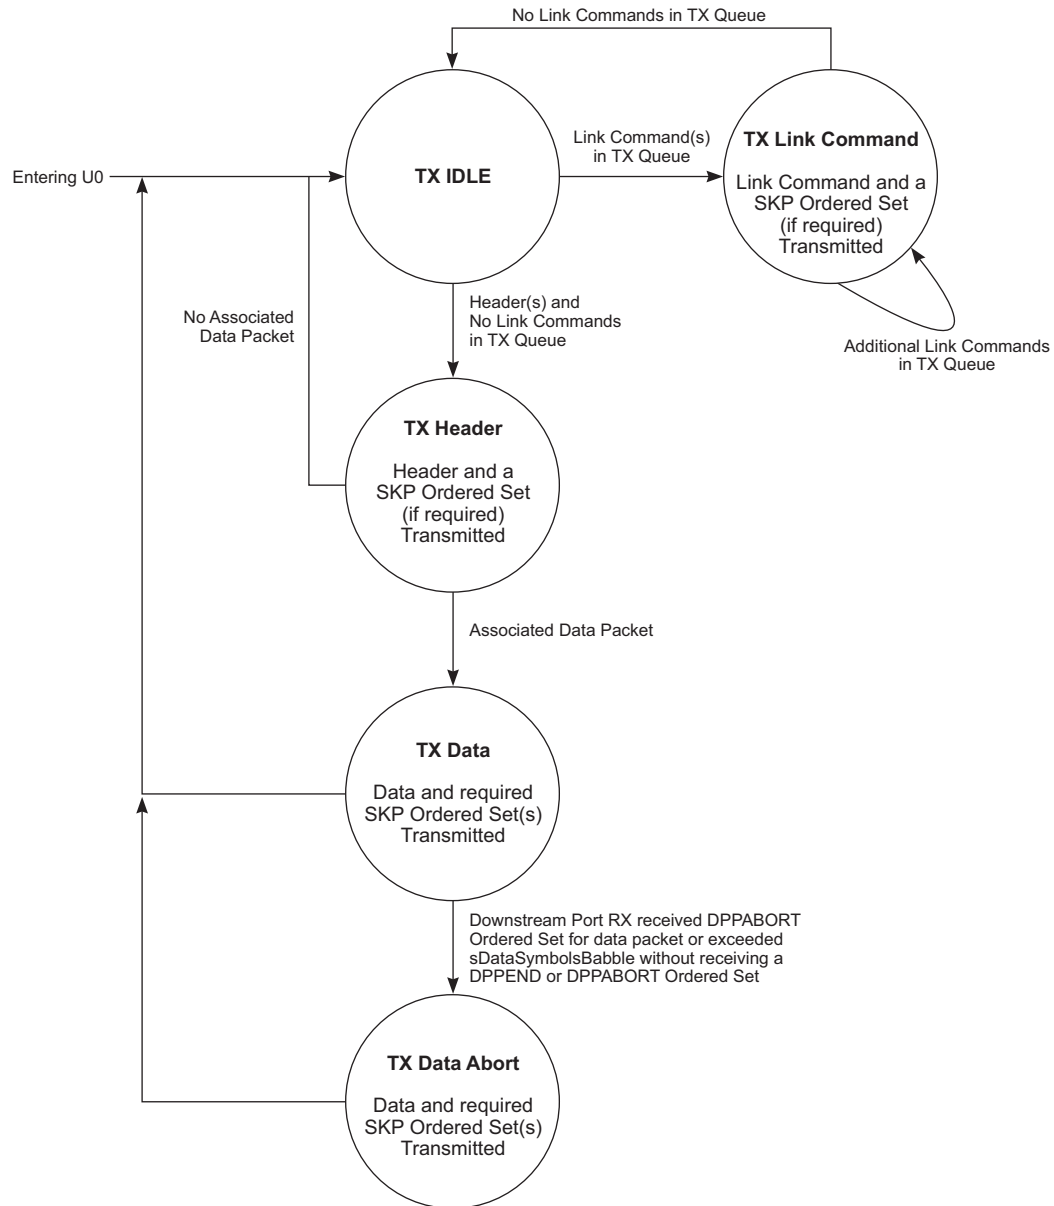 No Link Commands in TX Queue
Entering U0
TX IDLE
Link Command(s)
in TX Queue
TX Link Command
Link Command and a
SKP Ordered Set
(if required)
Transmitted
No Associated
Data Packet
Header(s) and
No Link Commands
in TX Queue
Additional Link Commands
in TX Queue
TX Header
Header and a
SKP Ordered Set
(if required)
Transmitted
Associated Data Packet
TX Data
Data and required
SKP Ordered Set(s)
Transmitted
Downstream Port RX received DPPABORT
Ordered Set for data packet or exceeded
sDataSymbolsBabble without receiving a
DPPEND or DPPABORT Ordered Set
TX Data Abort
Data and required
SKP Ordered Set(s)
Transmitted